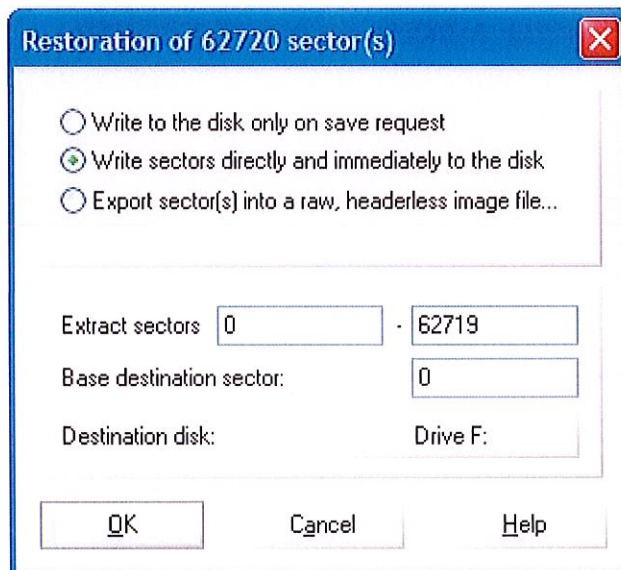 Restoration of 62720 sector(s)
Write to the disk only on save request
Write sectors directly and immediately to the disk
Export sector(s) into a raw, headerless image file...
Extract sectors 0 - 62719
Base destination sector: 0
Destination disk: Drive F:
OK Cancel Help